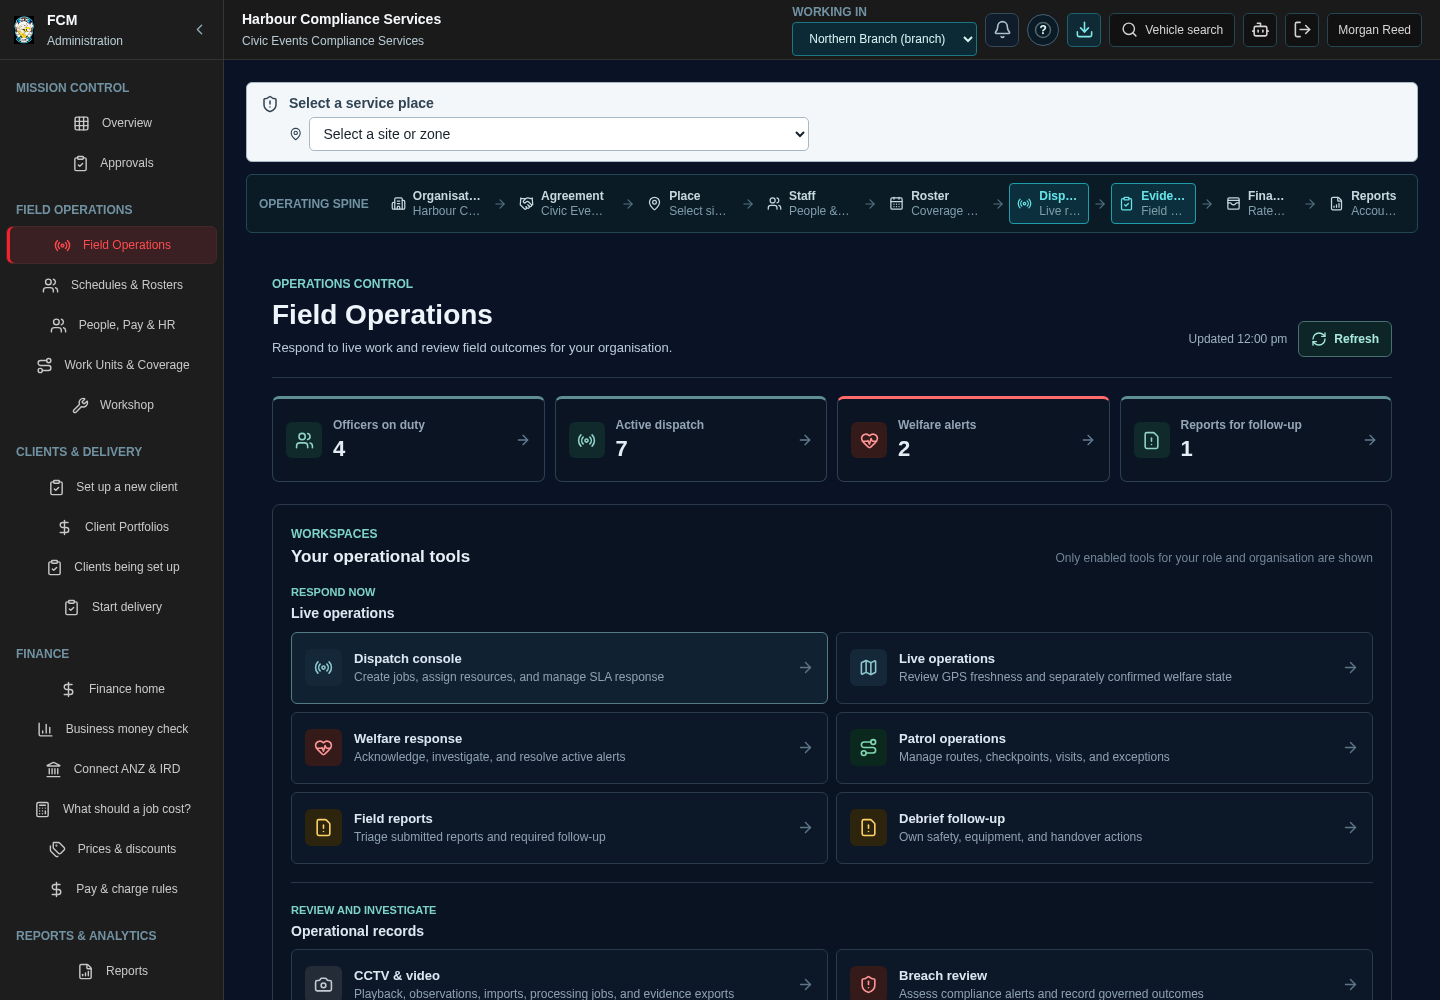 FCM
Administration
MISSION CONTROL
Overview
Approvals
FIELD OPERATIONS
Field Operations
Schedules & Rosters
People, Pay & HR
Work Units & Coverage
Workshop
CLIENTS & DELIVERY
Set up a new client
Client Portfolios
Clients being set up
Start delivery
FINANCE
Finance home
Business money check
Connect ANZ & IRD
What should a job cost?
Prices & discounts
Pay & charge rules
REPORTS & ANALYTICS
Reports
Harbour Compliance Services
Civic Events Compliance Services
WORKING IN
Northern Branch (branch)
Vehicle search
Morgan Reed
Select a service place
Select a site or zone
OPERATING SPINE
Organisat…
Harbour C…
Agreement
Civic Eve…
Place
Select si…
Staff
People &…
Roster
Coverage …
Disp…
Live r…
Evide…
Field …
Fina…
Rate…
Reports
Accou…
OPERATIONS CONTROL
Field Operations
Respond to live work and review field outcomes for your organisation.
Updated 12:00 pm
Refresh
Officers on duty
4
Active dispatch
7
Welfare alerts
2
Reports for follow-up
1
WORKSPACES
Your operational tools
Only enabled tools for your role and organisation are shown
RESPOND NOW
Live operations
Dispatch console
Create jobs, assign resources, and manage SLA response
Live operations
Review GPS freshness and separately confirmed welfare state
Welfare response
Acknowledge, investigate, and resolve active alerts
Patrol operations
Manage routes, checkpoints, visits, and exceptions
Field reports
Triage submitted reports and required follow-up
Debrief follow-up
Own safety, equipment, and handover actions
REVIEW AND INVESTIGATE
Operational records
CCTV & video
Playback, observations, imports, processing jobs, and evidence exports
Breach review
Assess compliance alerts and record governed outcomes